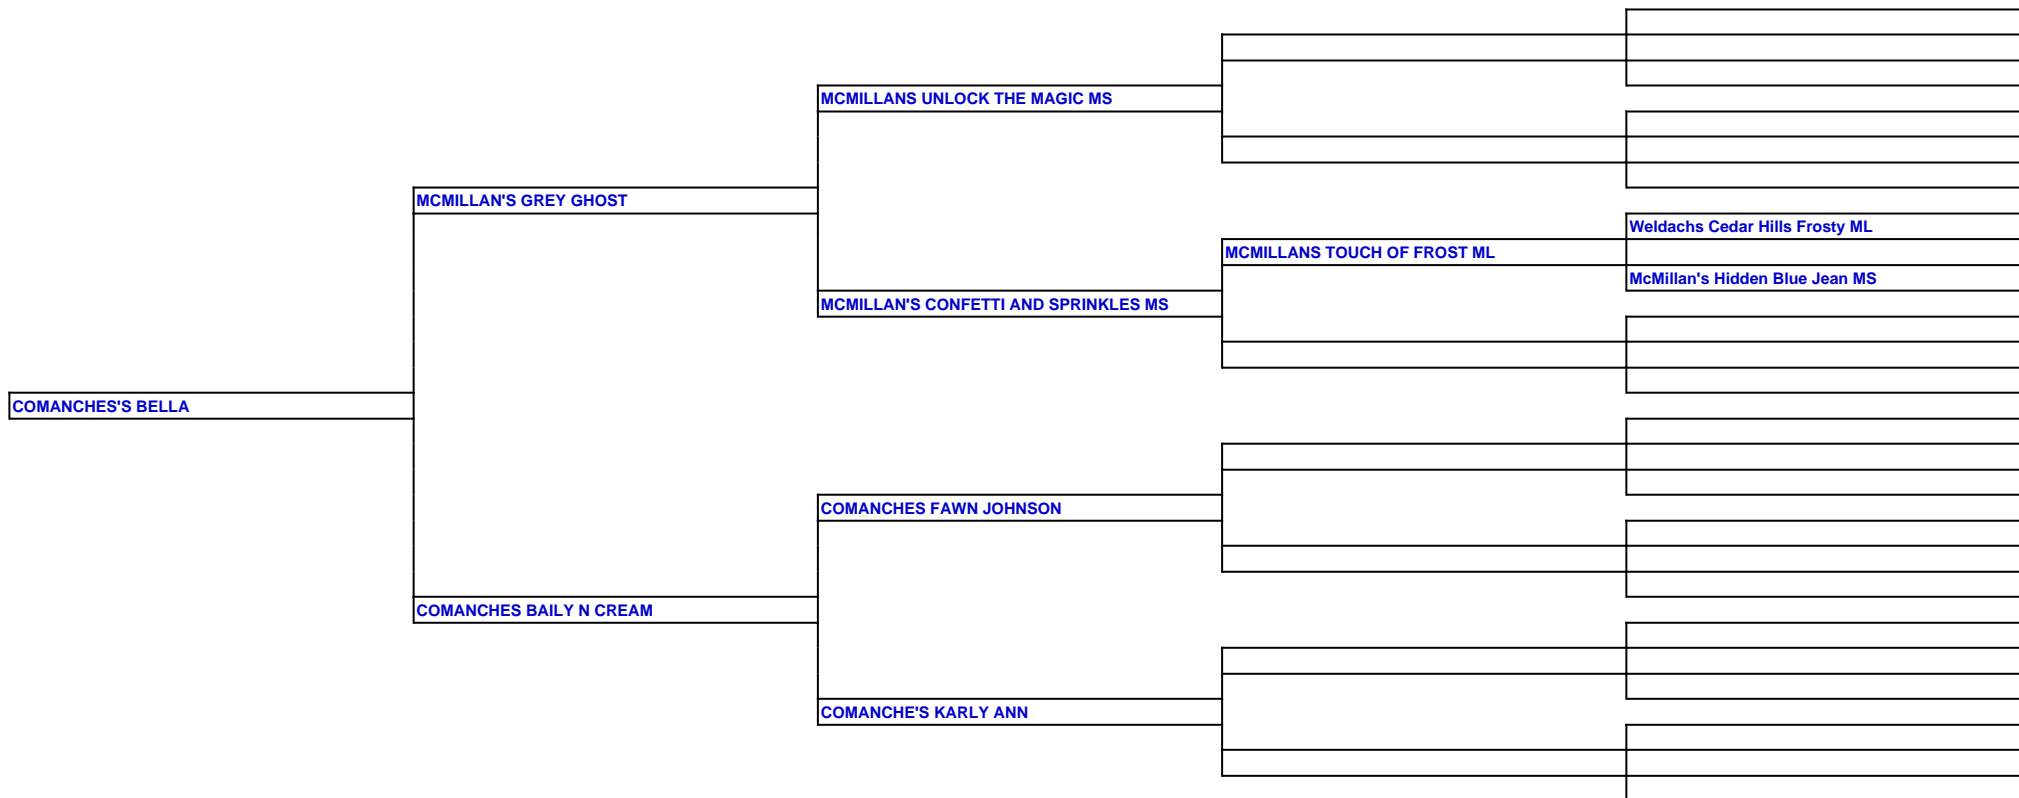 MCMILLANS UNLOCK THE MAGIC MS
MCMILLAN'S GREY GHOST
Weldachs Cedar Hills Frosty ML
MCMILLANS TOUCH OF FROST ML
McMillan's Hidden Blue Jean MS
MCMILLAN'S CONFETTI AND SPRINKLES MS
COMANCHES'S BELLA
COMANCHES FAWN JOHNSON
COMANCHES BAILY N CREAM
COMANCHE'S KARLY ANN